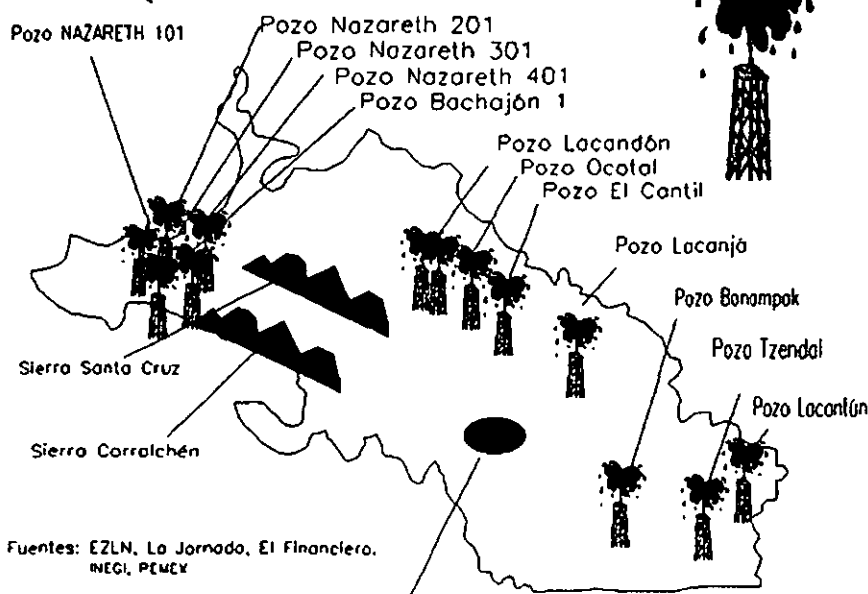 Pozo NAZARETH 101
Pozo Nazareth 201
Pozo Nazareth 301
Pozo Nazareth 401
Pozo Bachajón 1
Pozo Lacandón
Pozo Ocotal
Pozo El Cantil
Pozo Lacanjá
Pozo Bonampak
Pozo Tzendal
Pozo Lacantún
Sierra Santa Cruz
Sierra Corralchén
Fuentes: EZLN, La Jornada, El Financiero,
INEGI, PEMEX